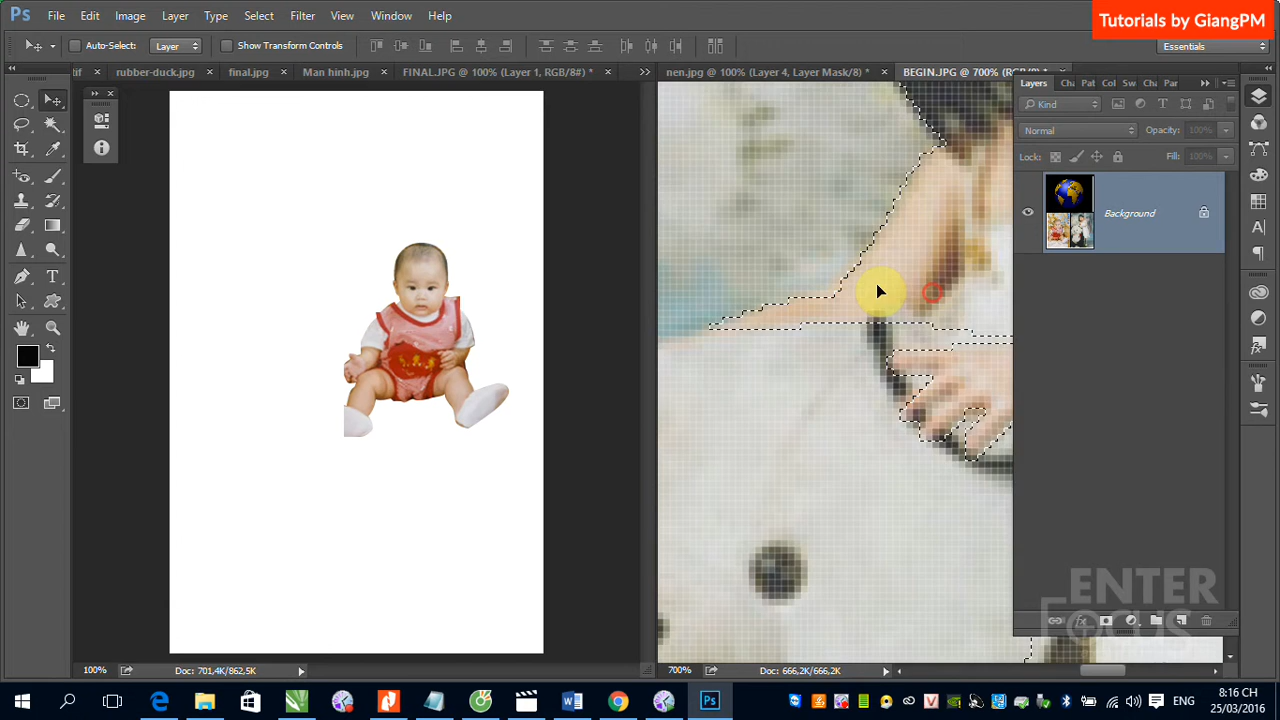 Ps File Edit Image Layer Type Select Filter View Window Help
Tutorials by GiangPM
Auto-Select: Layer Show Transform Controls
Essentials
tif × rubber-duck.jpg × final.jpg × Man hinh.jpg × FINAL.JPG @ 100% (Layer 1, RGB/8#) * ×
nen.jpg @ 100% (Layer 4, Layer Mask/8) * × BEGIN.JPG @ 700% (RGB/8*) *
Layers Cha Pat Col Sw Cha Par
Kind
Normal Opacity: 100%
Lock: Fill: 100%
Background
ENTER
FOCUS
100% Doc: 701,4K/862,5K
700% Doc: 666,2K/666,2K
ENG
8:16 CH
25/03/2016